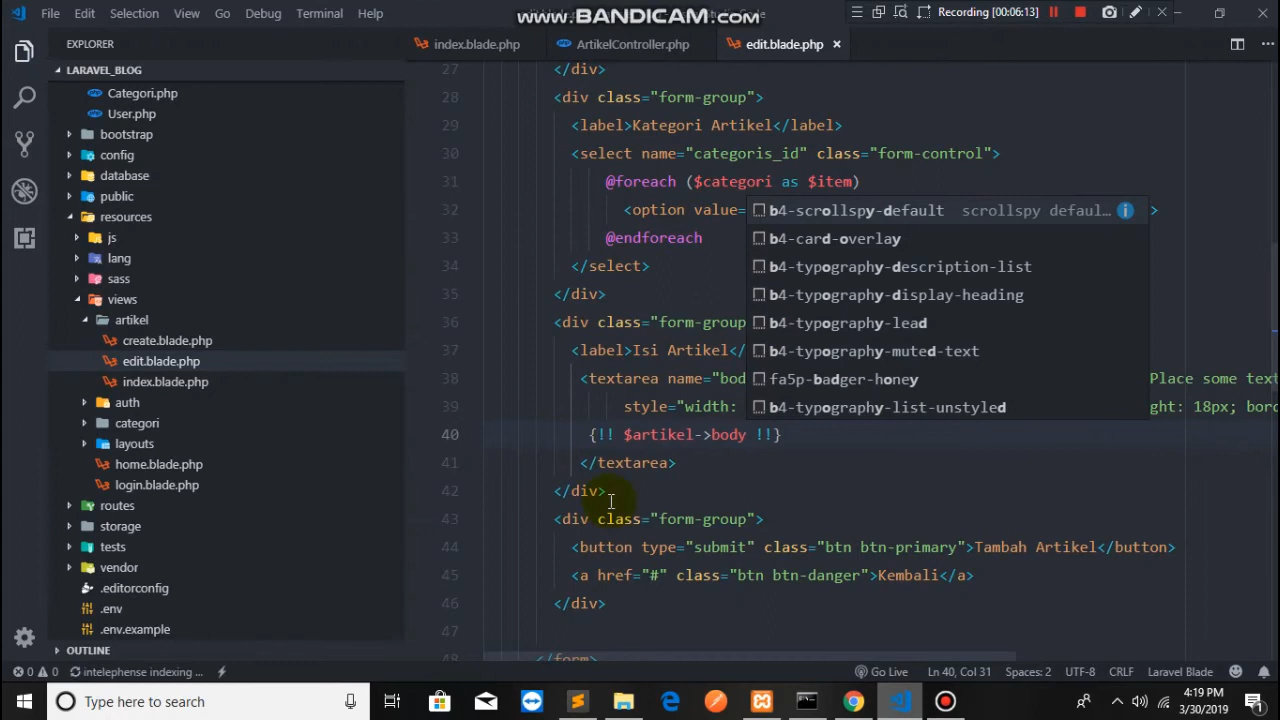 File Edit Selection View Go Debug Terminal Help
www.BANDICAM.com
Recording [00:06:13]
EXPLORER
LARAVEL_BLOG
Categori.php
User.php
bootstrap
config
database
public
resources
js
lang
sass
views
artikel
create.blade.php
edit.blade.php
index.blade.php
auth
categori
layouts
home.blade.php
login.blade.php
routes
storage
tests
vendor
.editorconfig
.env
.env.example
OUTLINE
index.blade.php ArtikelController.php edit.blade.php
27 </div>
28 <div class="form-group">
29 <label>Kategori Artikel</label>
30 <select name="categoris_id" class="form-control">
31 @foreach ($categori as $item)
32 <option value= >
33 @endforeach
34 </select>
35 </div>
36 <div class="form-group
37 <label>Isi Artikel</
38 <textarea name="bod Place some text
39 style="width: ght: 18px; bor
40 {!! $artikel->body !!}
41 </textarea>
42 </div>
43 <div class="form-group">
44 <button type="submit" class="btn btn-primary">Tambah Artikel</button>
45 <a href="#" class="btn btn-danger">Kembali</a>
46 </div>
47
48 </form>
b4-scrollspy-default scrollspy defaul…
b4-card-overlay
b4-typography-description-list
b4-typography-display-heading
b4-typography-lead
b4-typography-muted-text
fa5p-badger-honey
b4-typography-list-unstyled
0 0 intelephense indexing ... Go Live Ln 40, Col 31 Spaces: 2 UTF-8 CRLF Laravel Blade
Type here to search
4:19 PM
3/30/2019